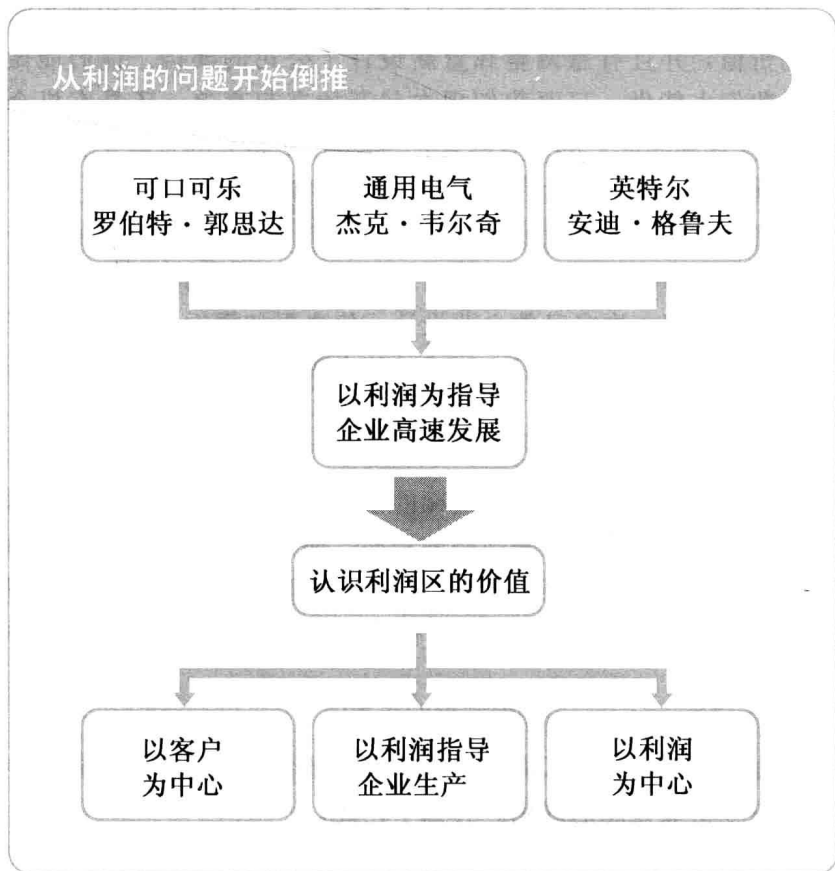 从利润的问题开始倒推
可口可乐
罗伯特·郭思达
通用电气
杰克·韦尔奇
英特尔
安迪·格鲁夫
以利润为指导
企业高速发展
认识利润区的价值
以客户
为中心
以利润指导
企业生产
以利润
为中心